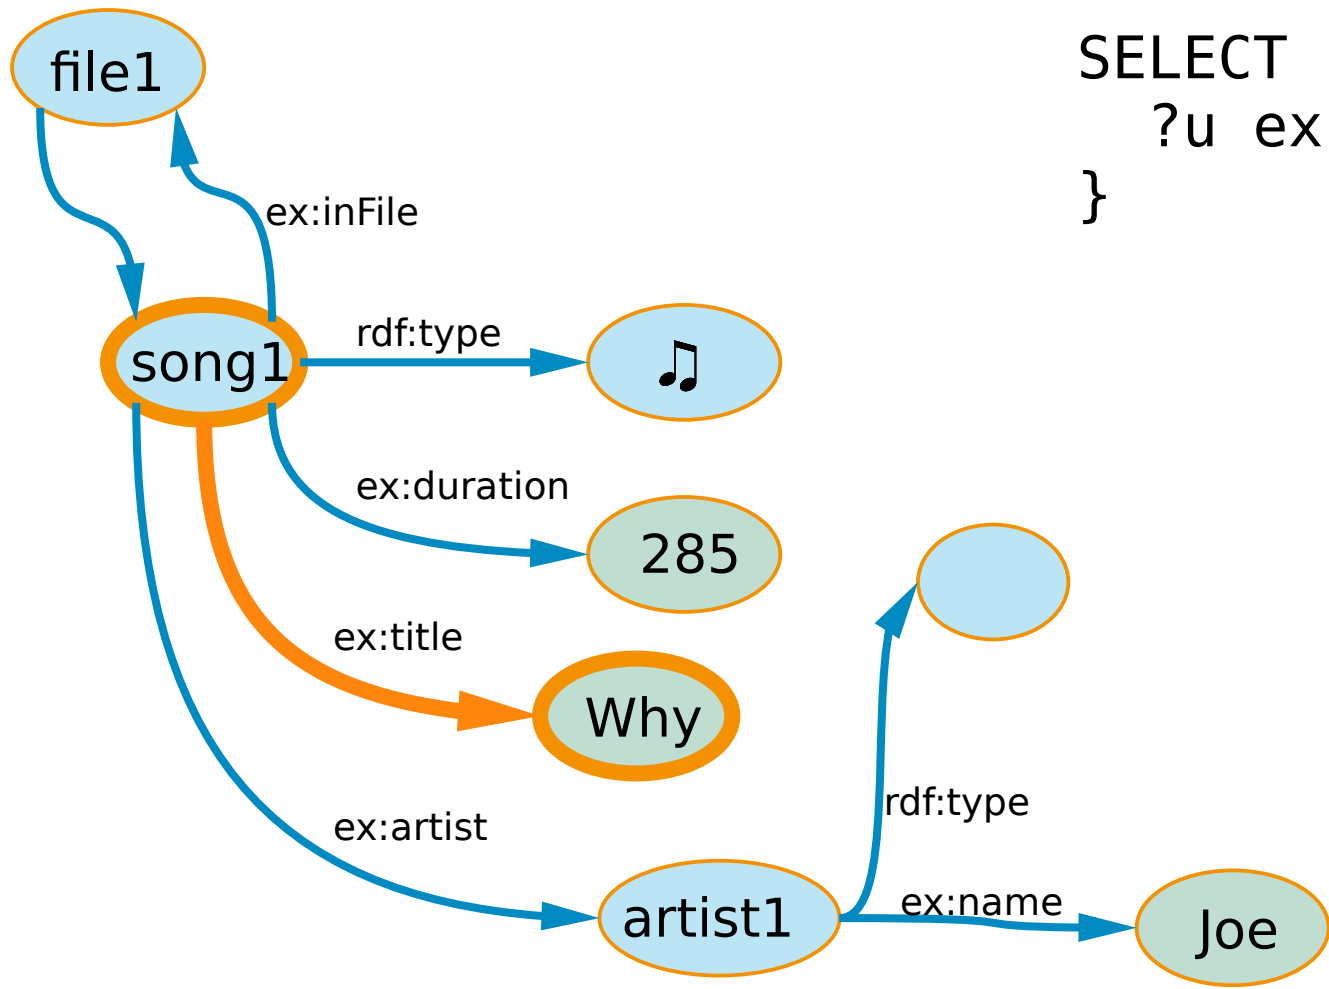 file1
SELECT
?u ex
}
ex:inFile
rdf:type
song1
ex:duration
285
ex:title
Why
rdf:type
ex:artist
ex:name
artist1
Joe